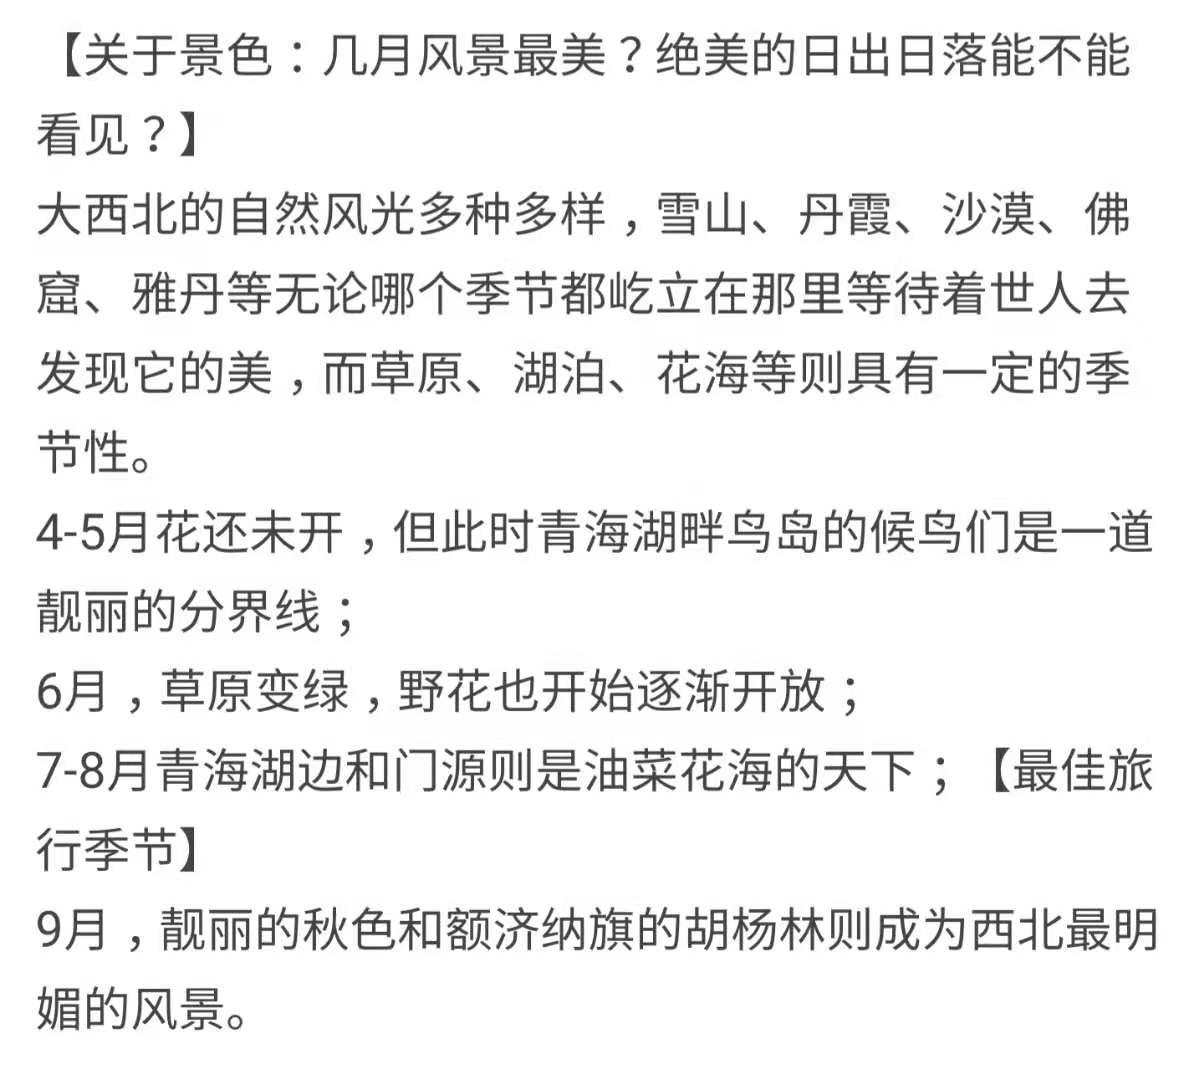 【关于景色：几月风景最美？绝美的日出日落能不能
看见？】
大西北的自然风光多种多样，雪山、丹霞、沙漠、佛
窟、雅丹等无论哪个季节都屹立在那里等待着世人去
发现它的美，而草原、湖泊、花海等则具有一定的季
节性。
4-5月花还未开，但此时青海湖畔鸟岛的候鸟们是一道
靓丽的分界线；
6月，草原变绿，野花也开始逐渐开放；
7-8月青海湖边和门源则是油菜花海的天下；【最佳旅
行季节】
9月，靓丽的秋色和额济纳旗的胡杨林则成为西北最明
媚的风景。